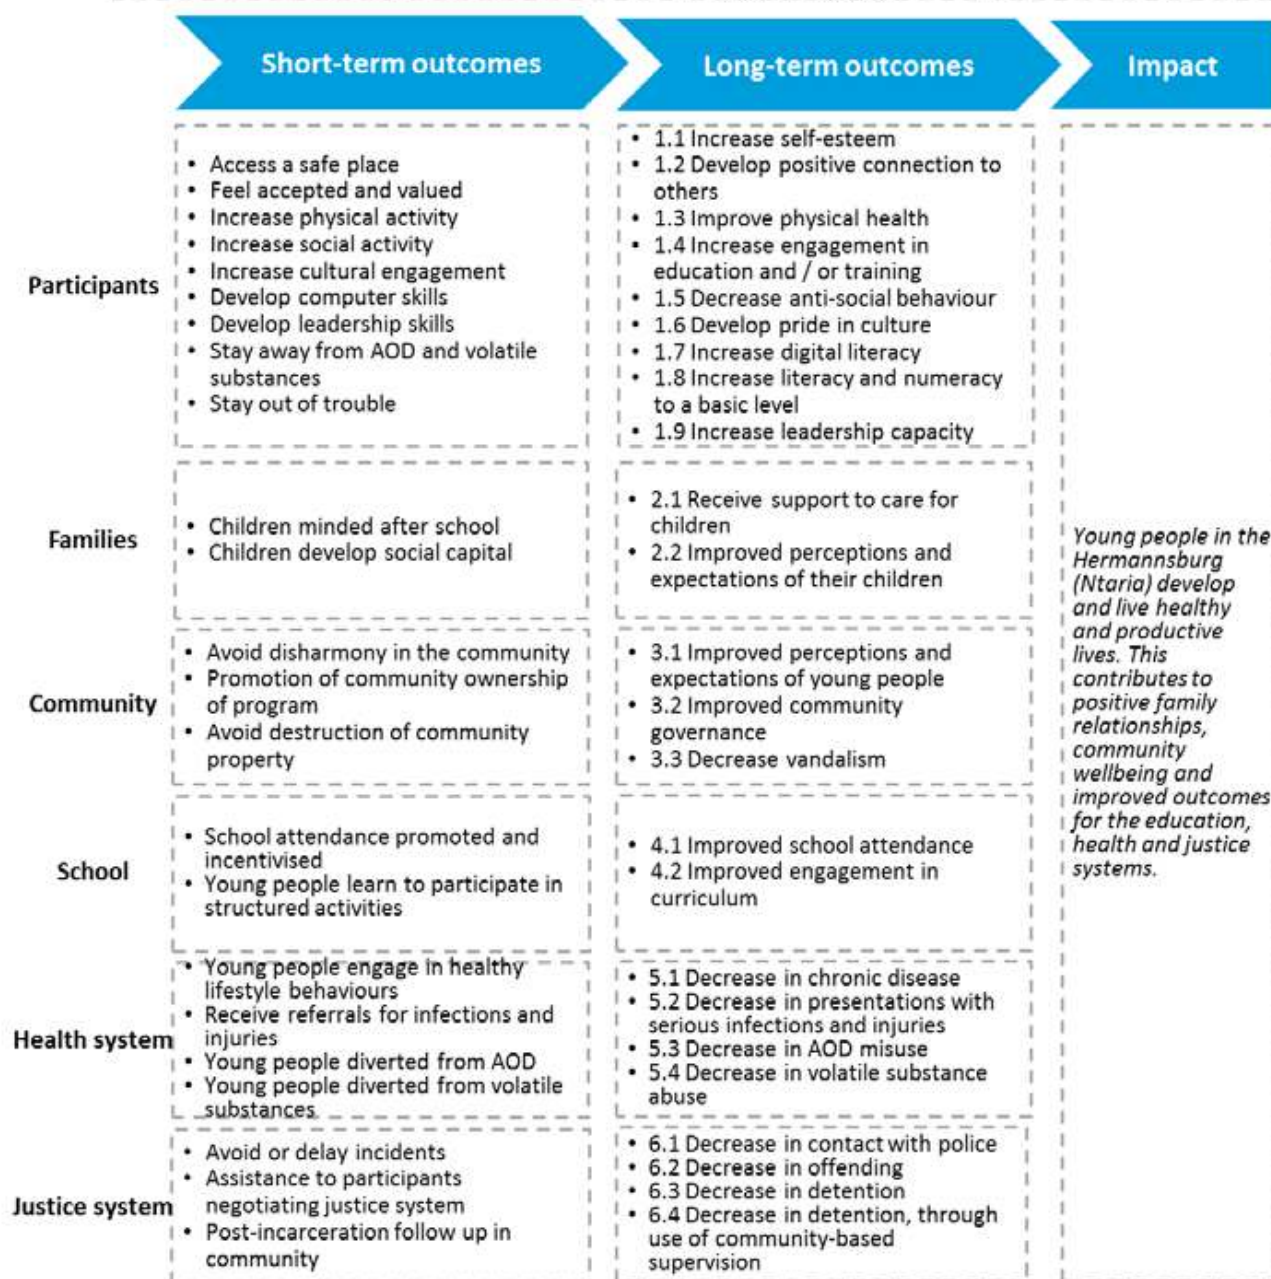 Short-term outcomes
Long-term outcomes
Impact
Participants
• Access a safe place
• Feel accepted and valued
• Increase physical activity
• Increase social activity
• Increase cultural engagement
• Develop computer skills
• Develop leadership skills
• Stay away from AOD and volatile
substances
• Stay out of trouble
• 1.1 Increase self-esteem
• 1.2 Develop positive connection to
others
• 1.3 Improve physical health
• 1.4 Increase engagement in
education and / or training
• 1.5 Decrease anti-social behaviour
• 1.6 Develop pride in culture
• 1.7 Increase digital literacy
• 1.8 Increase literacy and numeracy
to a basic level
• 1.9 Increase leadership capacity
Families
• Children minded after school
• Children develop social capital
• 2.1 Receive support to care for
children
• 2.2 Improved perceptions and
expectations of their children
Community
• Avoid disharmony in the community
• Promotion of community ownership
of program
• Avoid destruction of community
property
• 3.1 Improved perceptions and
expectations of young people
• 3.2 Improved community
governance
• 3.3 Decrease vandalism
School
• School attendance promoted and
incentivised
• Young people learn to participate in
structured activities
• 4.1 Improved school attendance
• 4.2 Improved engagement in
curriculum
Health system
• Young people engage in healthy
lifestyle behaviours
• Receive referrals for infections and
injuries
• Young people diverted from AOD
• Young people diverted from volatile
substances
• 5.1 Decrease in chronic disease
• 5.2 Decrease in presentations with
serious infections and injuries
• 5.3 Decrease in AOD misuse
• 5.4 Decrease in volatile substance
abuse
Justice system
• Avoid or delay incidents
• Assistance to participants
negotiating justice system
• Post-incarceration follow up in
community
• 6.1 Decrease in contact with police
• 6.2 Decrease in offending
• 6.3 Decrease in detention
• 6.4 Decrease in detention, through
use of community-based
supervision
Young people in the
Hermannsburg
(Ntaria) develop
and live healthy
and productive
lives. This
contributes to
positive family
relationships,
community
wellbeing and
improved outcomes
for the education,
health and justice
systems.